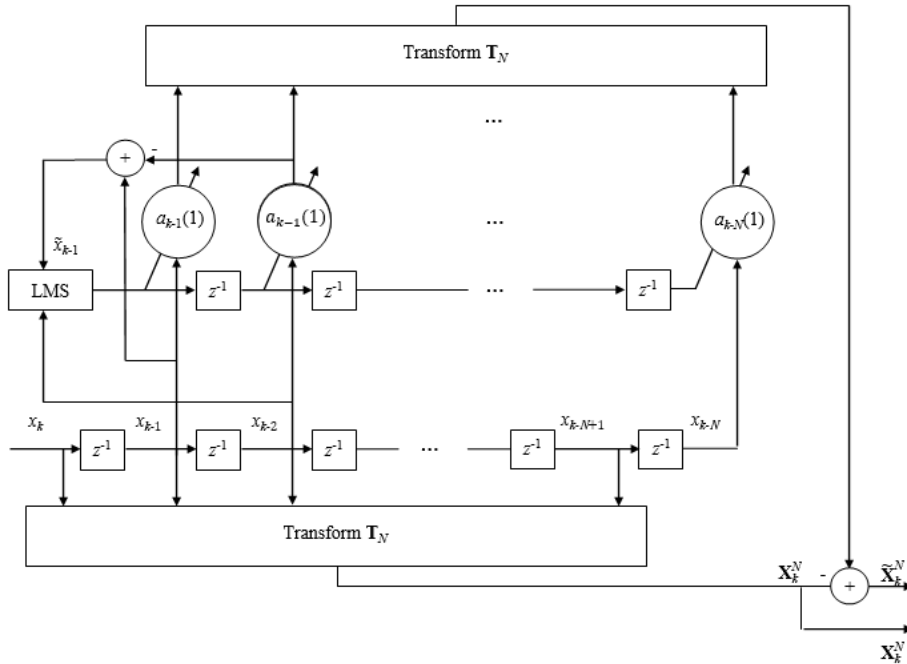 Transform T_N
...
+
-
a_{k-1}(1)
a_{k-1}(1)
...
a_{k-N}(1)
x̃_{k-1}
LMS
z⁻¹
z⁻¹
...
z⁻¹
x_k
x_{k-1}
x_{k-2}
x_{k-N+1}
x_{k-N}
z⁻¹
z⁻¹
z⁻¹
...
z⁻¹
z⁻¹
Transform T_N
X_k^N
-
+
X̃_k^N
X_k^N